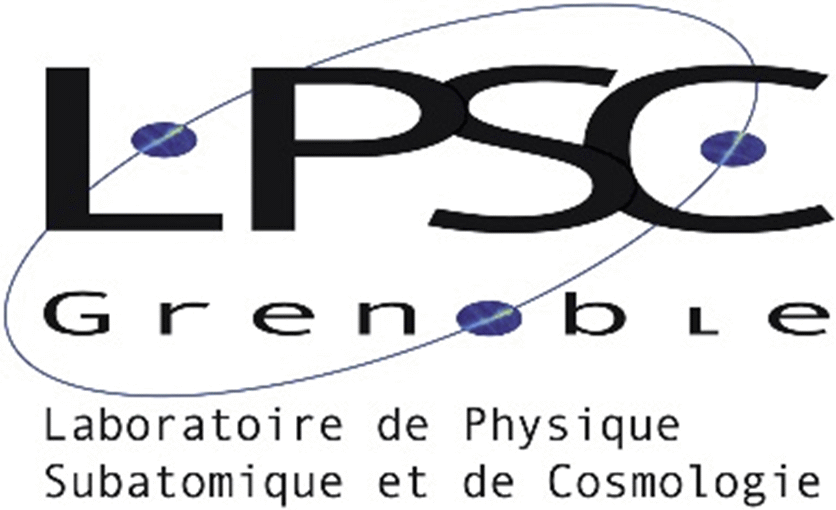 LPSC
Grenoble
Laboratoire de Physique
Subatomique et de Cosmologie